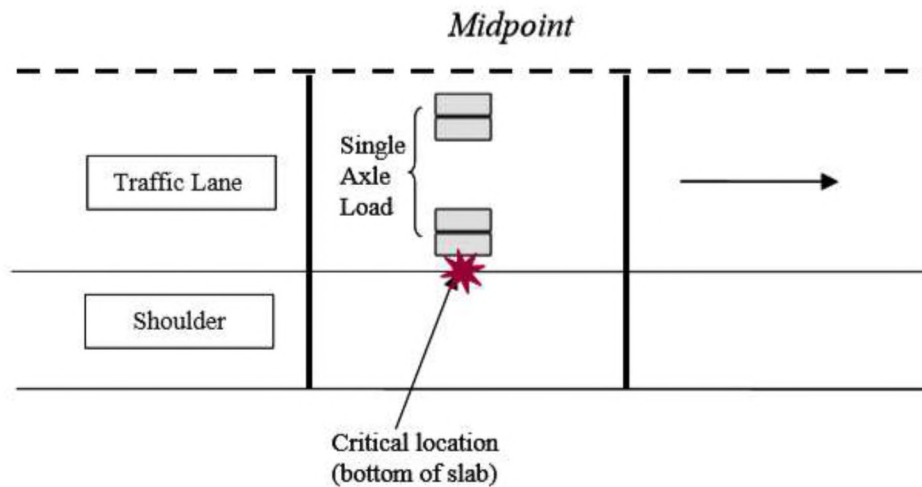 Midpoint
Single
Axle
Load
Traffic Lane
Shoulder
Critical location
(bottom of slab)